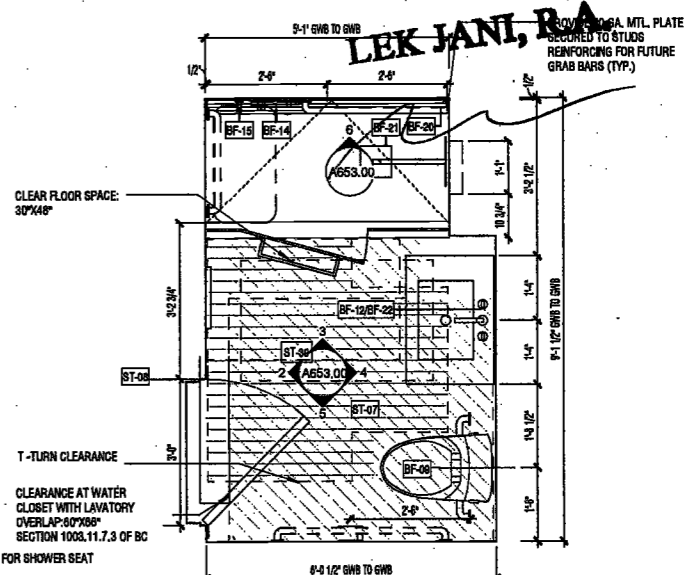 5'-1" GWB TO GWB
LEK JANI, R.A.
GA. MTL. PLATE
SECURED TO STUDS
REINFORCING FOR FUTURE
GRAB BARS (TYP.)
1/2"
2'-6"
2'-6"
1/2"
BF-15
BF-14
BF-21
BF-20
6
A653.00
1'-1"
3'-2 1/2"
10 3/4"
CLEAR FLOOR SPACE:
30"X48"
3'-2 3/4"
BF-12/BF-22
1'-4"
9'-1 1/2" GWB TO GWB
3
ST-39
2
A653.00
4
5
1'-4"
ST-08
ST-07
T-TURN CLEARANCE
3'-0"
BF-09
CLEARANCE AT WATER
CLOSET WITH LAVATORY
OVERLAP:60"X66"
SECTION 1003.11.7.3 OF BC
2'-6"
1'-6"
FOR SHOWER SEAT
6'-0 1/2" GWB TO GWB